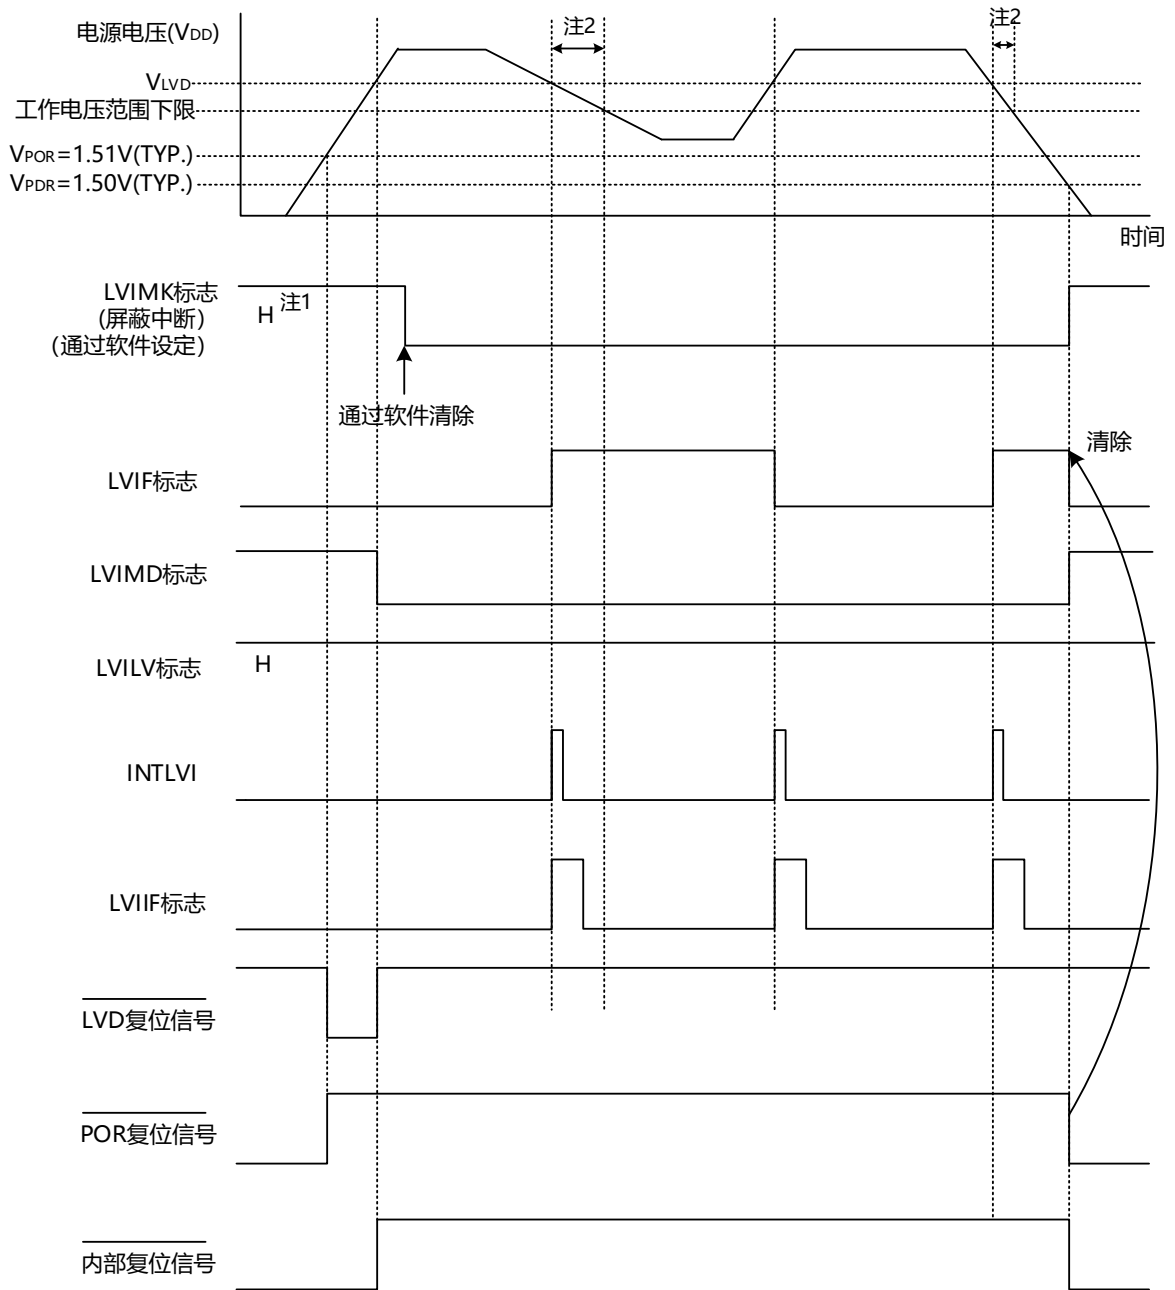 电源电压(VDD)
注2
注2
VLVD
工作电压范围下限
VPOR=1.51V(TYP.)
VPDR=1.50V(TYP.)
时间
LVIMK标志
(屏蔽中断)
(通过软件设定)
H 注1
通过软件清除
清除
LVIF标志
LVIMD标志
LVILV标志
H
INTLVI
LVIIF标志
LVD复位信号
POR复位信号
内部复位信号